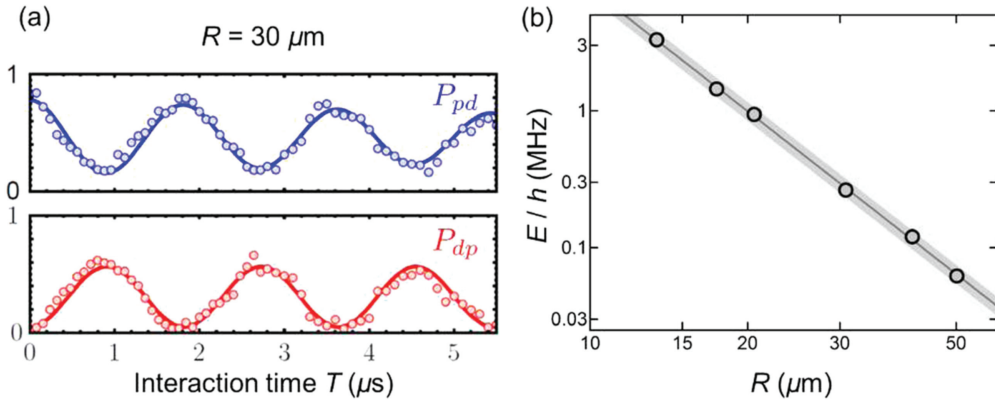 (a)
R = 30 µm
1
P_pd
0
1
P_dp
0
0 1 2 3 4 5
Interaction time T (µs)
(b)
E / h (MHz)
3
1
0.3
0.1
0.03
10 15 20 30 50
R (µm)